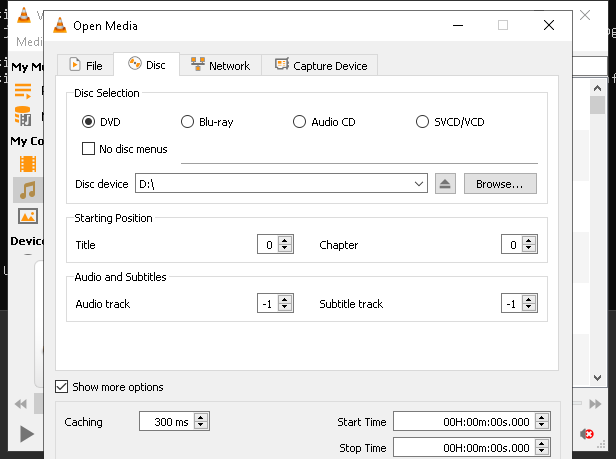 Open Media
Medi
File Disc Network Capture Device
My M
Disc Selection
DVD Blu-ray Audio CD SVCD/VCD
No disc menus
My Co
Disc device D:\ Browse...
Starting Position
Title 0 Chapter 0
Device
Audio and Subtitles
Audio track -1 Subtitle track -1
Show more options
Caching 300 ms Start Time 00H:00m:00s.000
Stop Time 00H:00m:00s.000